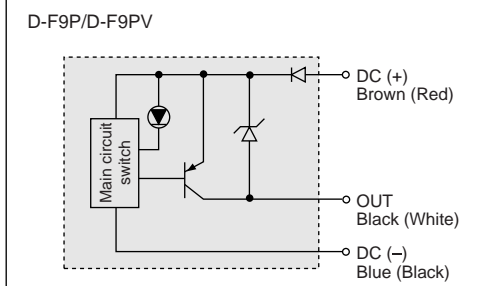 D-F9P/D-F9PV
Main circuit
switch
DC (+)
Brown (Red)
OUT
Black (White)
DC (−)
Blue (Black)